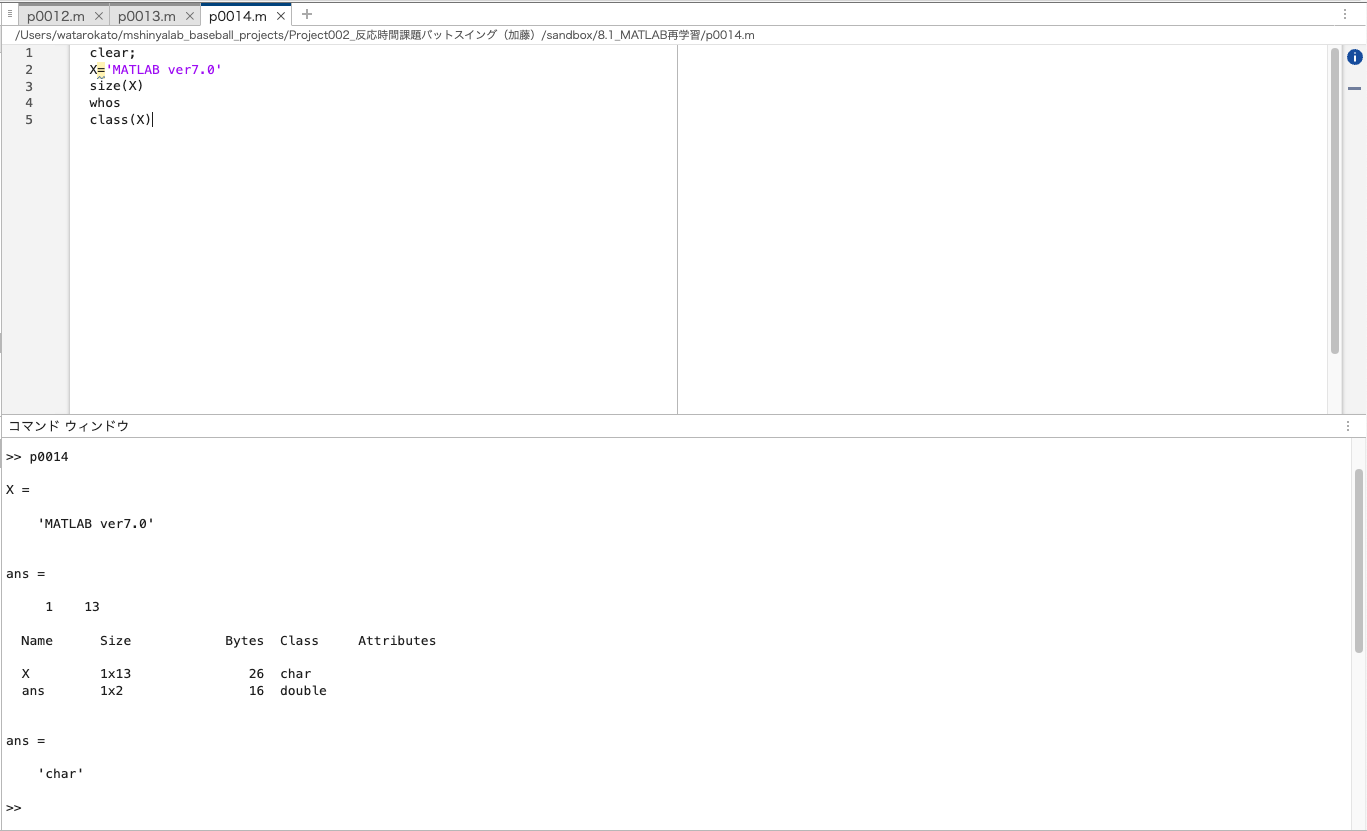 p0012.m × p0013.m × p0014.m × +
/Users/watarokato/mshinyalab_baseball_projects/Project002_反応時間課題バットスイング（加藤）/sandbox/8.1_MATLAB再学習/p0014.m
1 clear;
2 X='MATLAB ver7.0'
3 size(X)
4 whos
5 class(X)
コマンド ウィンドウ
>> p0014
X =
'MATLAB ver7.0'
ans =
1 13
Name Size Bytes Class Attributes
X 1x13 26 char
ans 1x2 16 double
ans =
'char'
>>